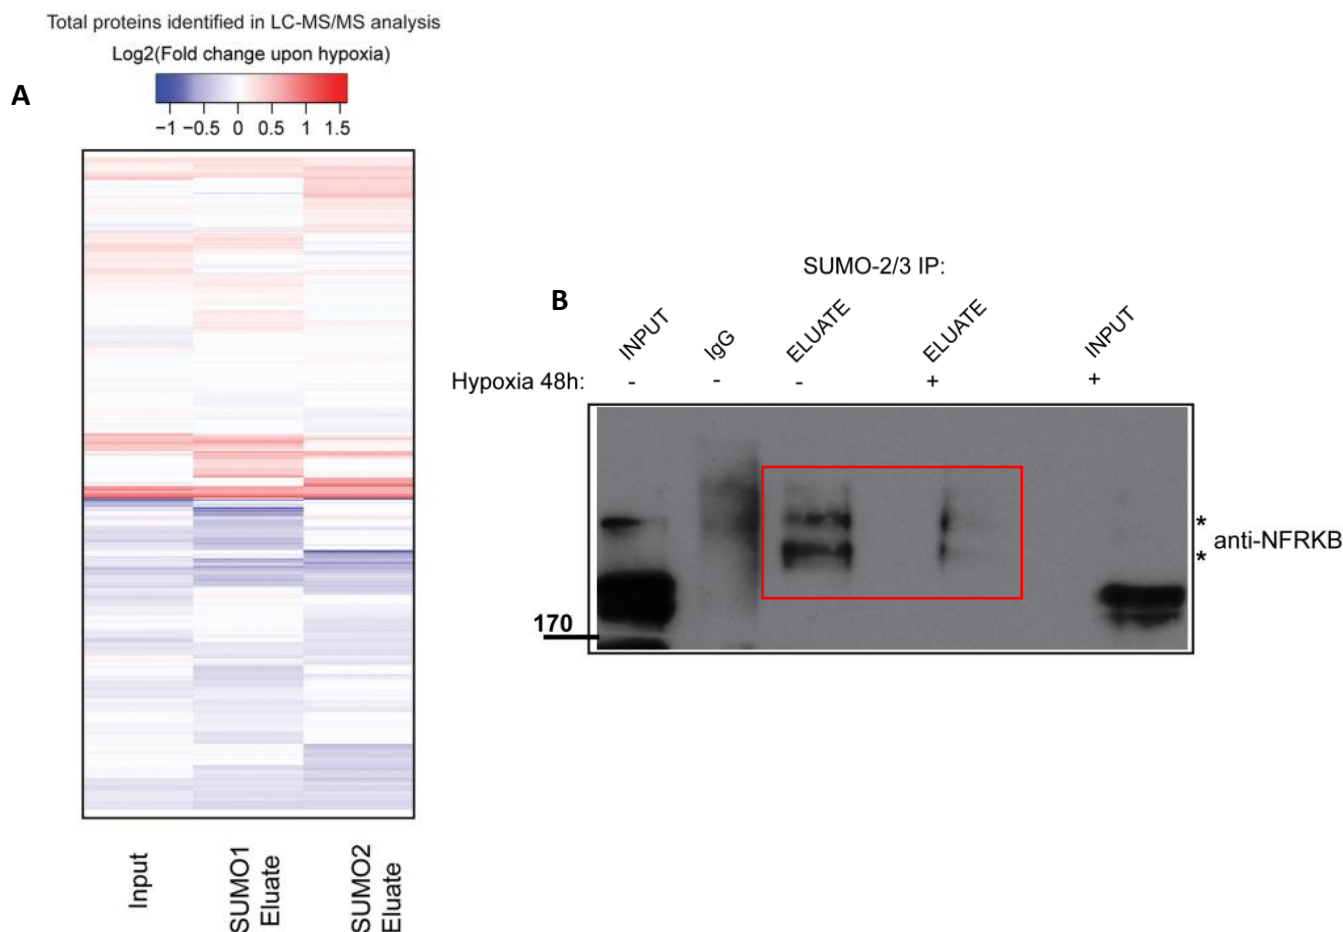 Total proteins identified in LC-MS/MS analysis
Log2(Fold change upon hypoxia)
A
−1 −0.5 0 0.5 1 1.5
Input
SUMO1
Eluate
SUMO2
Eluate
SUMO-2/3 IP:
B
INPUT
IgG
ELUATE
ELUATE
INPUT
Hypoxia 48h: - - - + +
*
anti-NFRKB
*
170